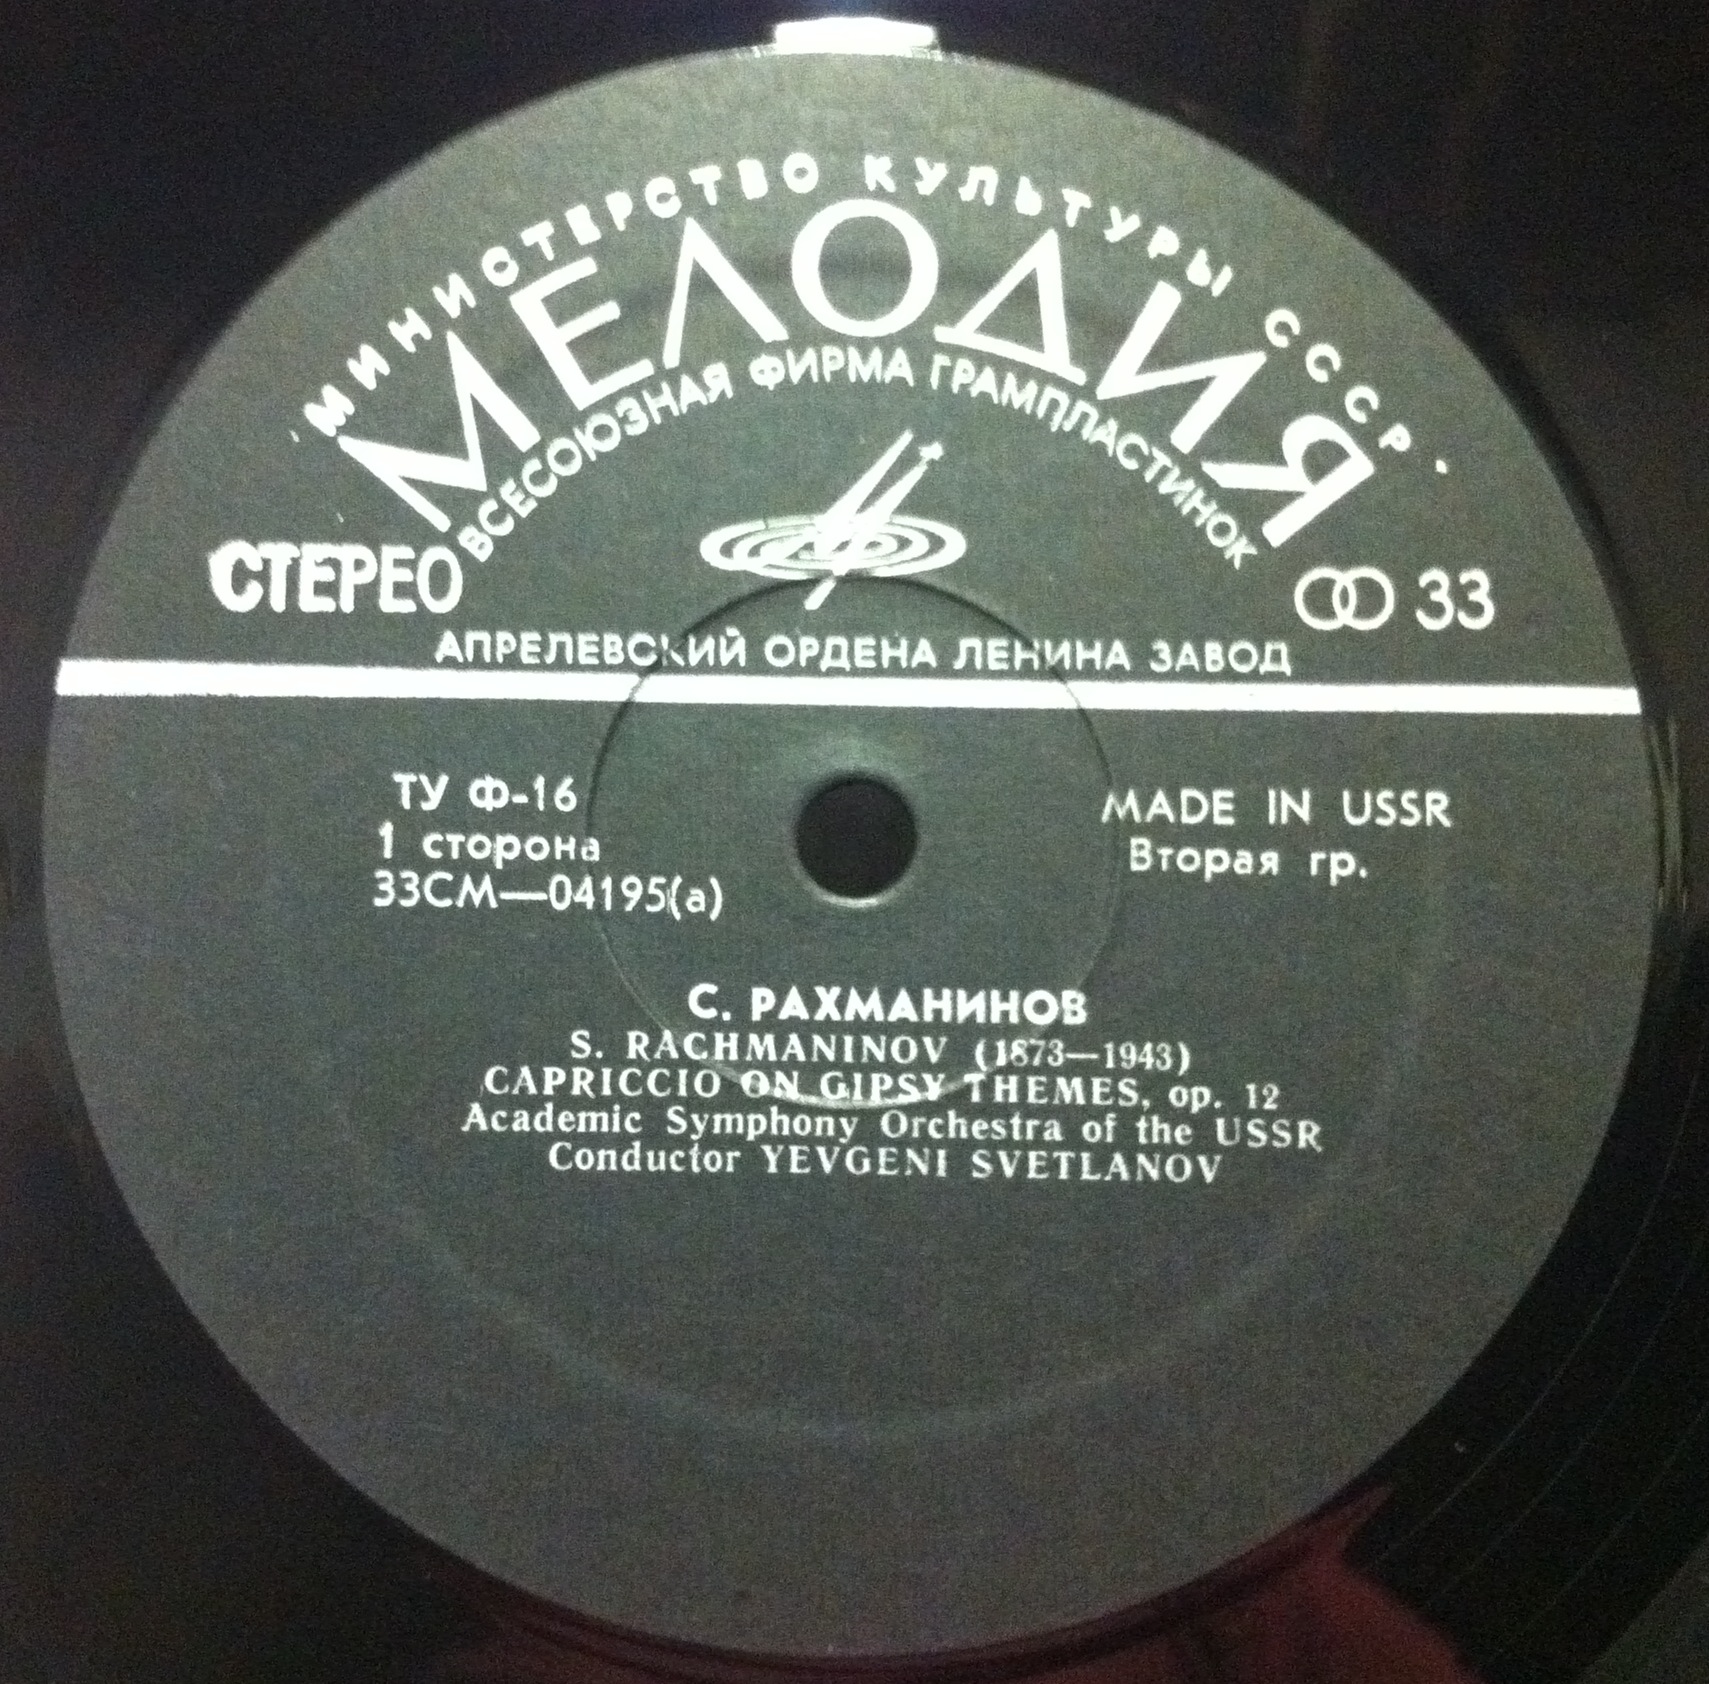 МИНИСТЕРСТВО КУЛЬТУРЫ СССР
МЕЛОДИЯ
ВСЕСОЮЗНАЯ ФИРМА ГРАМПЛАСТИНОК
СТЕРЕО
33
АПРЕЛЕВСКИЙ ОРДЕНА ЛЕНИНА ЗАВОД
ТУ Ф-16
1 сторона
33СМ—04195(а)
MADE IN USSR
Вторая гр.
С. РАХМАНИНОВ
S. RACHMANINOV (1873—1943)
CAPRICCIO ON GIPSY THEMES, op. 12
Academic Symphony Orchestra of the USSR
Conductor YEVGENI SVETLANOV